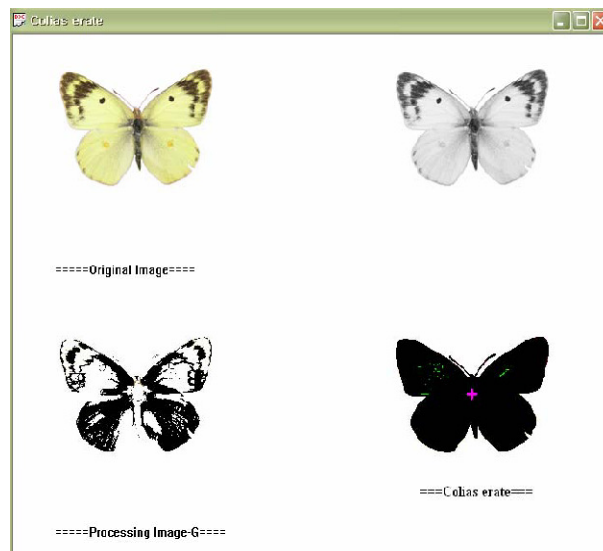 Colias erate
=====Original Image====
===Colias erate===
=====Processing Image-G====